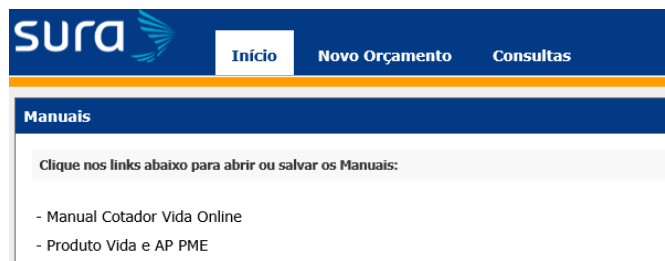 sura
Início Novo Orçamento Consultas
Manuais
Clique nos links abaixo para abrir ou salvar os Manuais:
- Manual Cotador Vida Online
- Produto Vida e AP PME